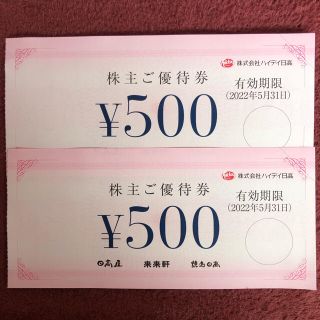 株式会社ハイデイ日高
株主ご優待券
有効期限
(2022年5月31日)
¥500
株式会社ハイデイ日高
株主ご優待券
有効期限
(2022年5月31日)
¥500
日高屋 来来軒 焼鳥日高